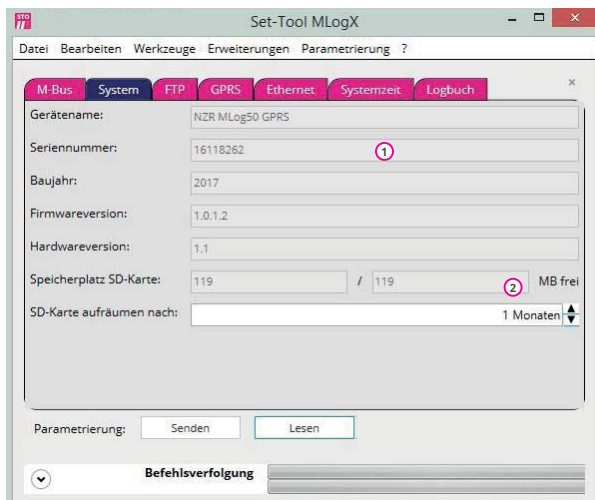 STO
Set-Tool MLogX
Datei Bearbeiten Werkzeuge Erweiterungen Parametrierung ?
M-Bus System FTP GPRS Ethernet Systemzeit Logbuch
Gerätename: NZR MLog50 GPRS
Seriennummer: 16118262 1
Baujahr: 2017
Firmwareversion: 1.0.1.2
Hardwareversion: 1.1
Speicherplatz SD-Karte: 119 / 119 2 MB frei
SD-Karte aufräumen nach: 1 Monaten
Parametrierung: Senden Lesen
Befehlsverfolgung